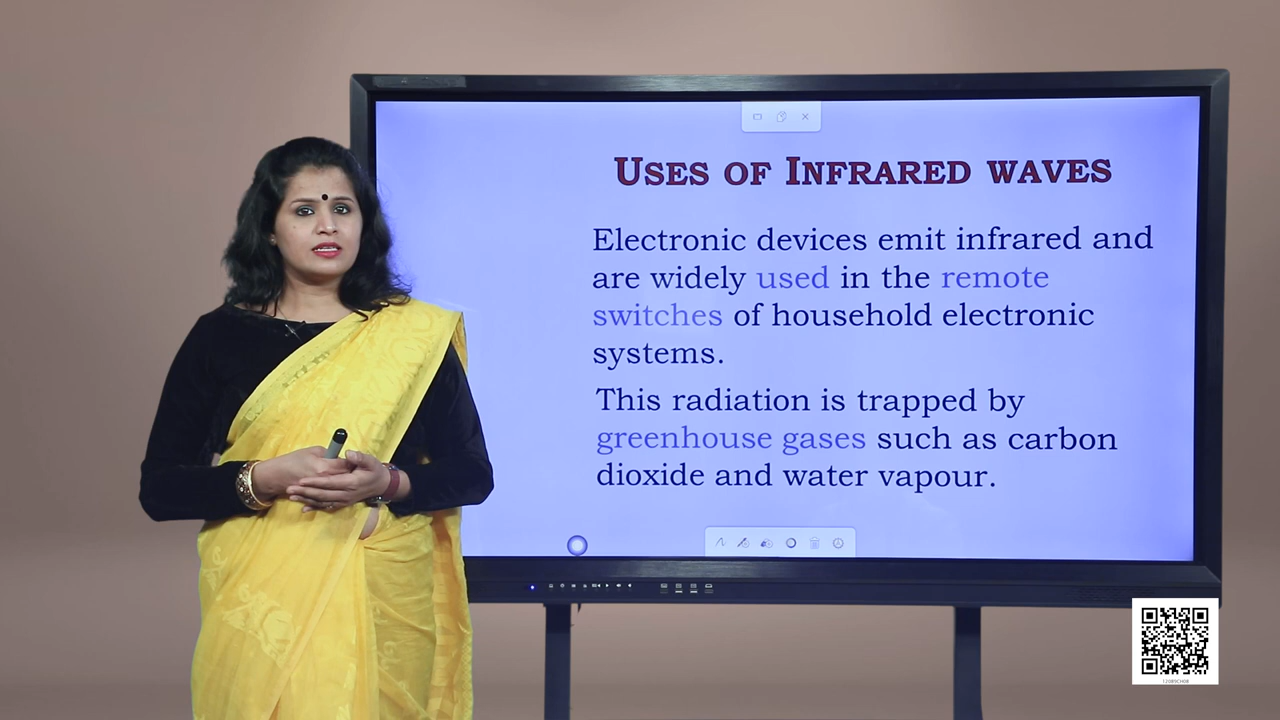 USES OF INFRARED WAVES
Electronic devices emit infrared and
are widely used in the remote
switches of household electronic
systems.
This radiation is trapped by
greenhouse gases such as carbon
dioxide and water vapour.